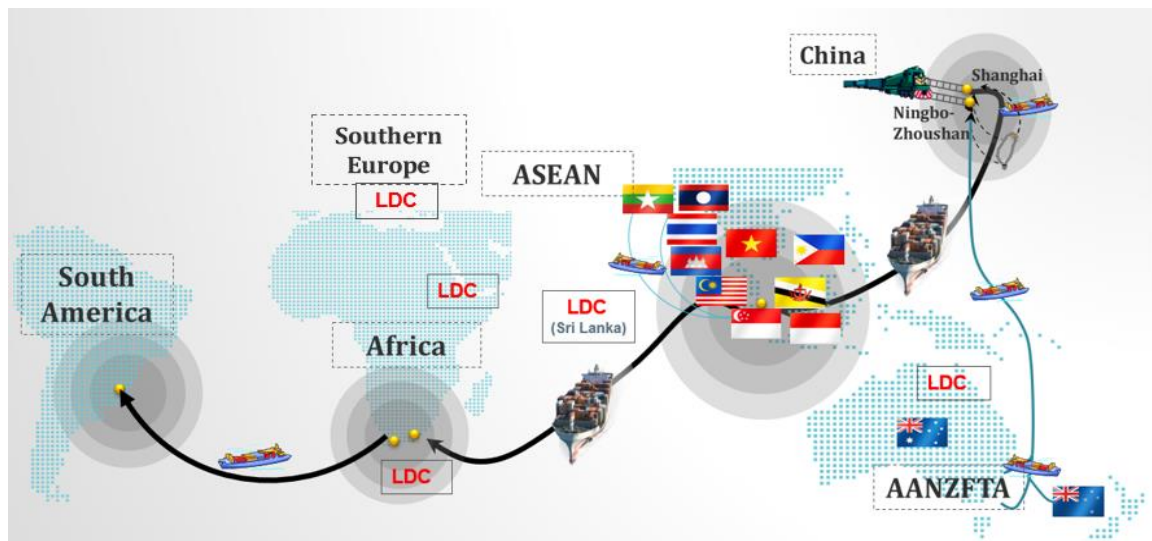 China
Shanghai
Ningbo-
Zhoushan
Southern
Europe
LDC
ASEAN
South
America
LDC
LDC
(Sri Lanka)
Africa
LDC
LDC
AANZFTA